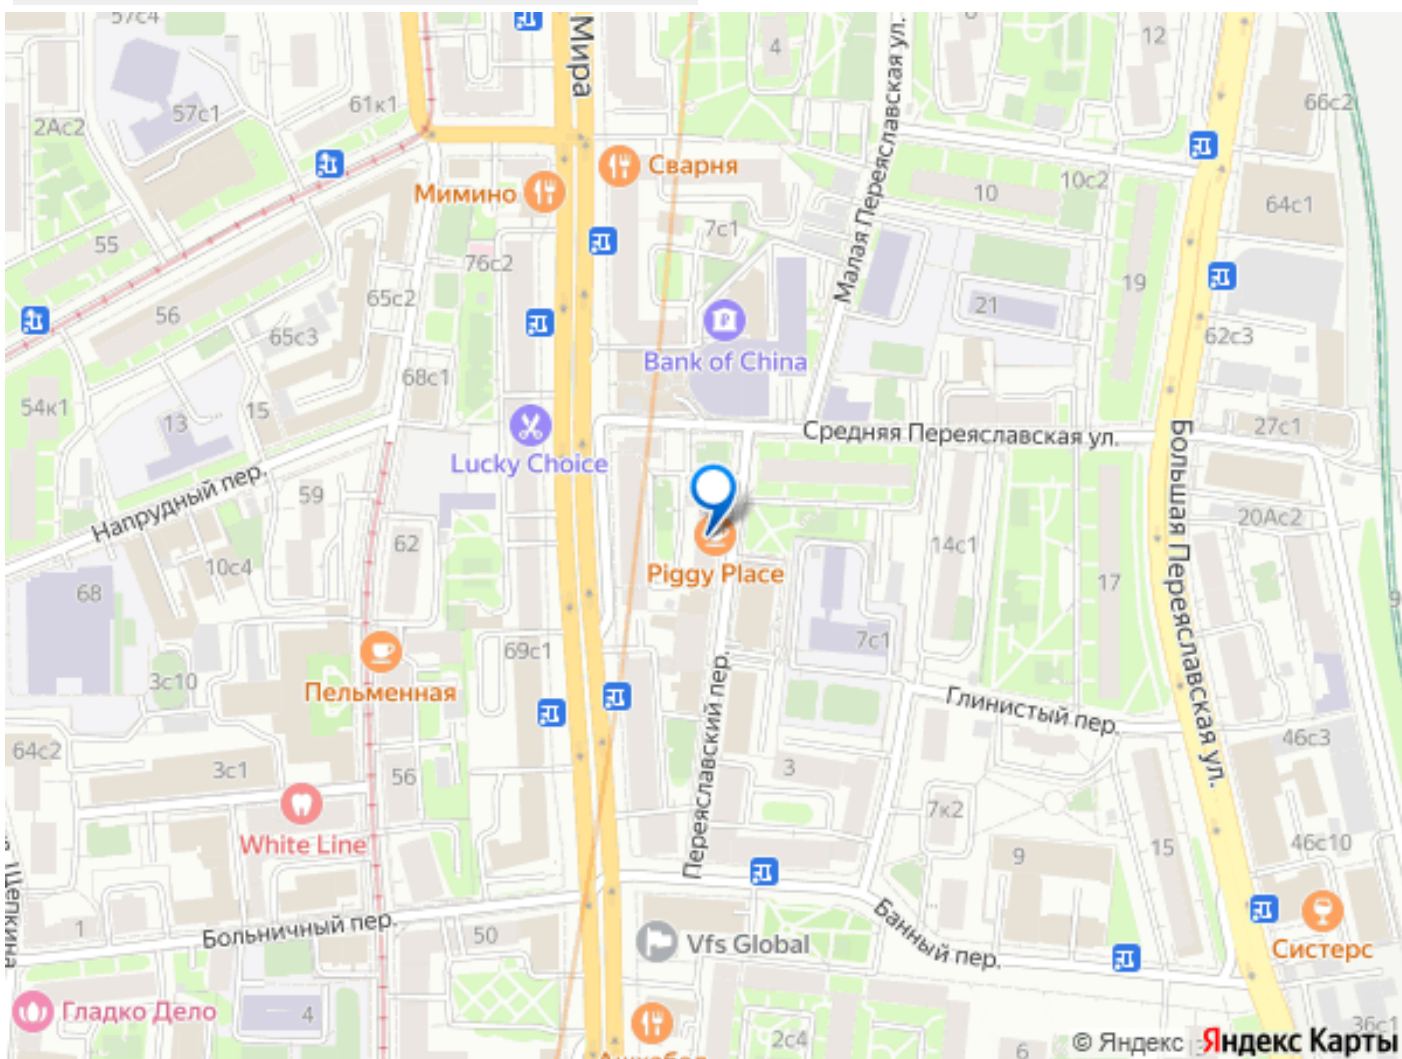 57с4
Мира
4
12
66с2
2Ас2
57с1
61к1
Малая Переяславская ул.
Сварня
Мимино
10
10с2
64с1
55
7с1
76с2
19
65с2
56
21
65с3
62с3
Bank of China
68с1
54к1
15
13
27с1
Средняя Переяславская ул.
Lucky Choice
Напрудный пер.
59
Большая Переяславская ул.
20Ас2
62
14с1
10с4
Piggy Place
17
68
7с1
69с1
3с10
Пельменная
Глинистый пер.
Переяславский пер.
64с2
46с3
3с1
56
3
7к2
White Line
46с10
15
9
Щепкина
1
Больничный пер.
50
Банный пер.
Vfs Global
Систерс
Гладко Дело
4
36с1
2с4
6
© Яндекс Яндекс Карты